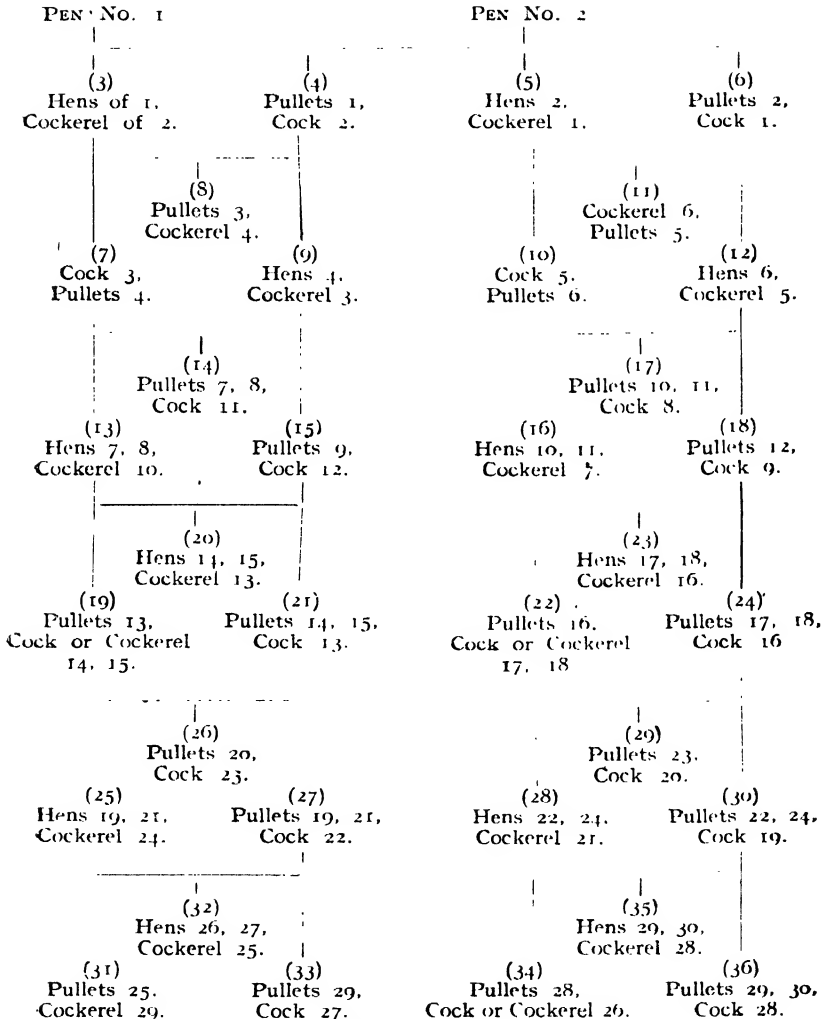 PEN No. 1
PEN No. 2
(3)
Hens of 1,
Cockerel of 2.
(4)
Pullets 1,
Cock 2.
(5)
Hens 2,
Cockerel 1.
(6)
Pullets 2,
Cock 1.
(8)
Pullets 3,
Cockerel 4.
(11)
Cockerel 6,
Pullets 5.
(7)
Cock 3,
Pullets 4.
(9)
Hens 4,
Cockerel 3.
(10)
Cock 5.
Pullets 6.
(12)
Hens 6,
Cockerel 5.
(14)
Pullets 7, 8,
Cock 11.
(17)
Pullets 10, 11,
Cock 8.
(13)
Hens 7, 8,
Cockerel 10.
(15)
Pullets 9,
Cock 12.
(16)
Hens 10, 11.
Cockerel 7.
(18)
Pullets 12,
Cock 9.
(20)
Hens 14, 15,
Cockerel 13.
(23)
Hens 17, 18,
Cockerel 16.
(19)
Pullets 13,
Cock or Cockerel
14, 15.
(21)
Pullets 14, 15,
Cock 13.
(22)
Pullets 16,
Cock or Cockerel
17, 18
(24)
Pullets 17, 18,
Cock 16
(26)
Pullets 20,
Cock 23.
(29)
Pullets 23.
Cock 20.
(25)
Hens 19, 21,
Cockerel 24.
(27)
Pullets 19, 21,
Cock 22.
(28)
Hens 22, 24.
Cockerel 21.
(30)
Pullets 22, 24,
Cock 19.
(32)
Hens 26, 27,
Cockerel 25.
(35)
Hens 29, 30,
Cockerel 28.
(31)
Pullets 25.
Cockerel 29.
(33)
Pullets 29,
Cock 27.
(34)
Pullets 28,
Cock or Cockerel 26.
(36)
Pullets 29, 30,
Cock 28.